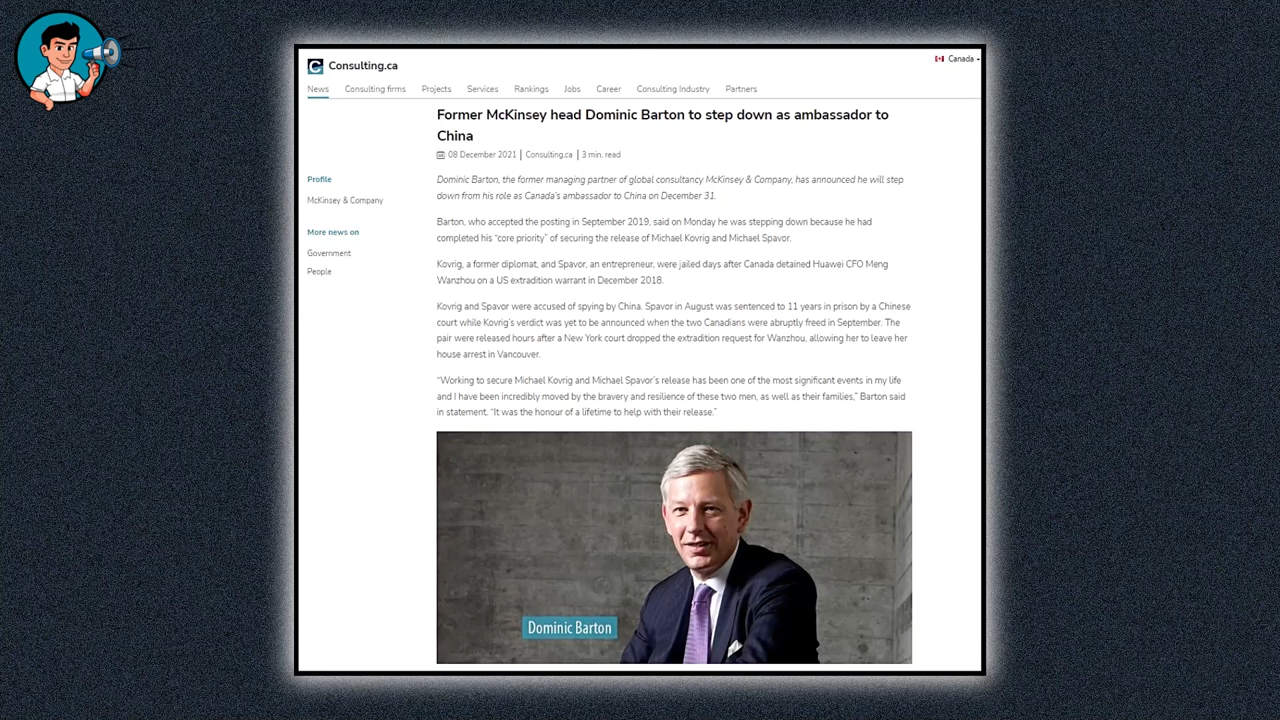 Consulting.ca
Canada
News
Consulting firms
Projects
Services
Rankings
Jobs
Career
Consulting Industry
Partners
Former McKinsey head Dominic Barton to step down as ambassador to
China
08 December 2021 | Consulting.ca | 3 min. read
Profile
McKinsey & Company
More news on
Government
People
Dominic Barton, the former managing partner of global consultancy McKinsey & Company, has announced he will step
down from his role as Canada's ambassador to China on December 31.
Barton, who accepted the posting in September 2019, said on Monday he was stepping down because he had
completed his “core priority” of securing the release of Michael Kovrig and Michael Spavor.
Kovrig, a former diplomat, and Spavor, an entrepreneur, were jailed days after Canada detained Huawei CFO Meng
Wanzhou on a US extradition warrant in December 2018.
Kovrig and Spavor were accused of spying by China. Spavor in August was sentenced to 11 years in prison by a Chinese
court while Kovrig's verdict was yet to be announced when the two Canadians were abruptly freed in September. The
pair were released hours after a New York court dropped the extradition request for Wanzhou, allowing her to leave her
house arrest in Vancouver.
“Working to secure Michael Kovrig and Michael Spavor's release has been one of the most significant events in my life
and I have been incredibly moved by the bravery and resilience of these two men, as well as their families,” Barton said
in statement. “It was the honour of a lifetime to help with their release.”
Dominic Barton